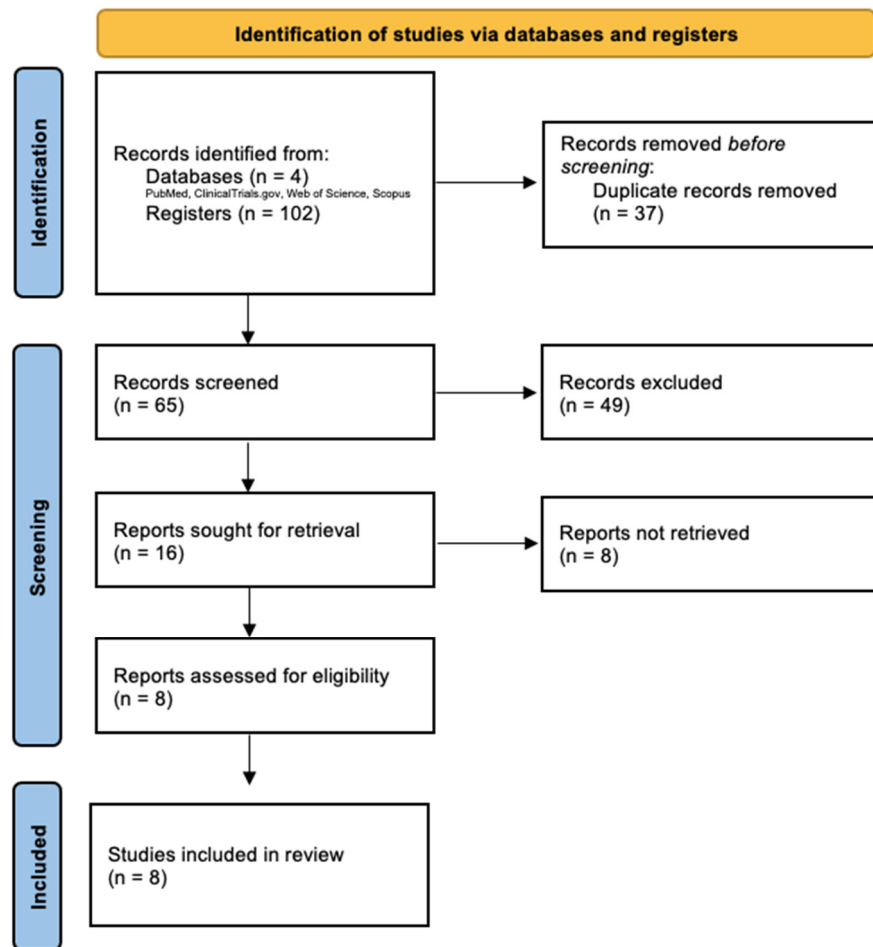 Identification of studies via databases and registers
Identification
Records identified from:
Databases (n = 4)
PubMed, ClinicalTrials.gov, Web of Science, Scopus
Registers (n = 102)
Records removed before
screening:
Duplicate records removed
(n = 37)
Screening
Records screened
(n = 65)
Records excluded
(n = 49)
Reports sought for retrieval
(n = 16)
Reports not retrieved
(n = 8)
Reports assessed for eligibility
(n = 8)
Included
Studies included in review
(n = 8)